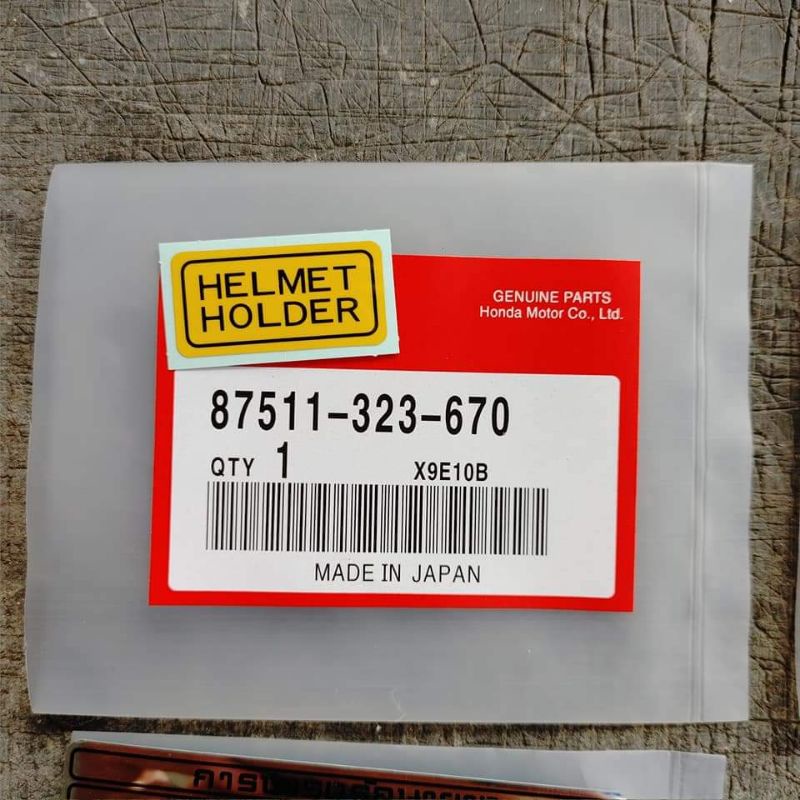 HELMET
HOLDER
GENUINE PARTS
Honda Motor Co., Ltd.
87511-323-670
QTY 1 X9E10B
MADE IN JAPAN